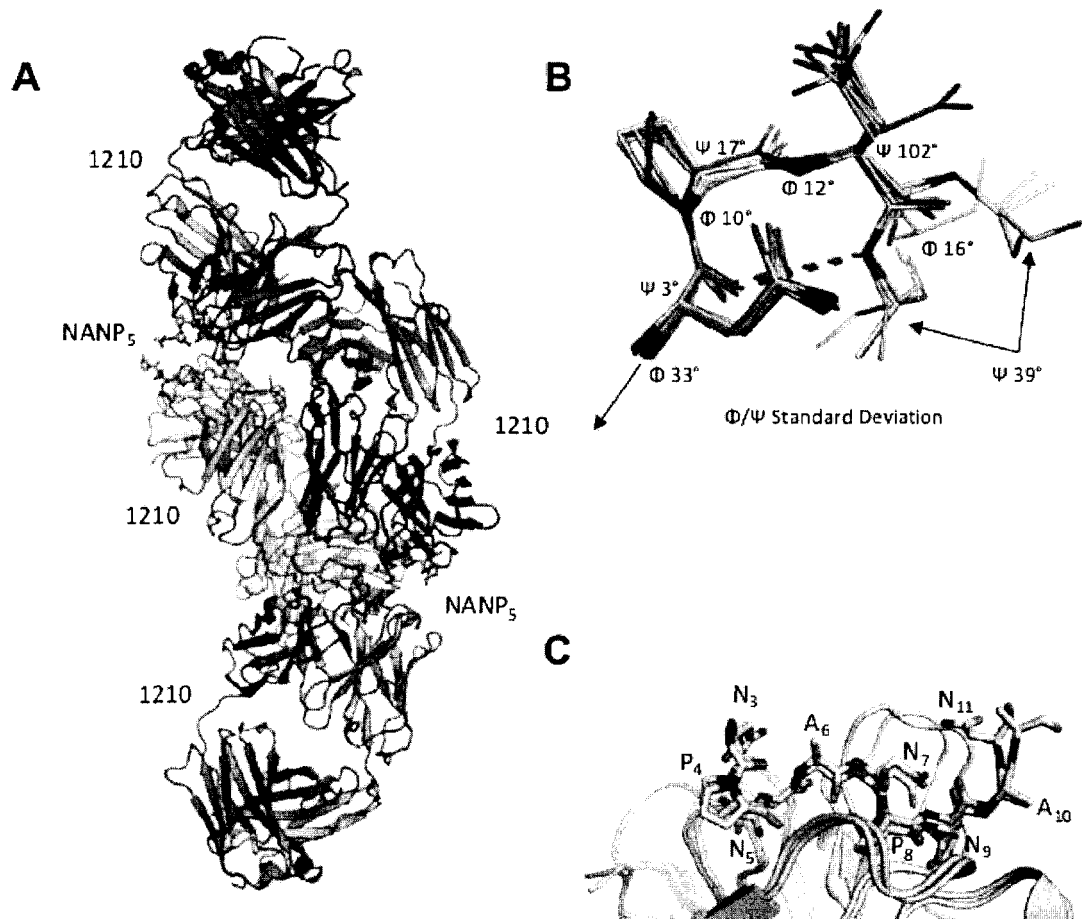 A
1210
NANP₅
1210
1210
NANP₅
1210
B
Ψ 17°
Φ 12°
Ψ 102°
Φ 10°
Φ 16°
Ψ 3°
Φ 33°
Ψ 39°
Φ/Ψ Standard Deviation
C
N₃
A₆
N₁₁
P₄
N₇
A₁₀
N₅
P₈
N₉